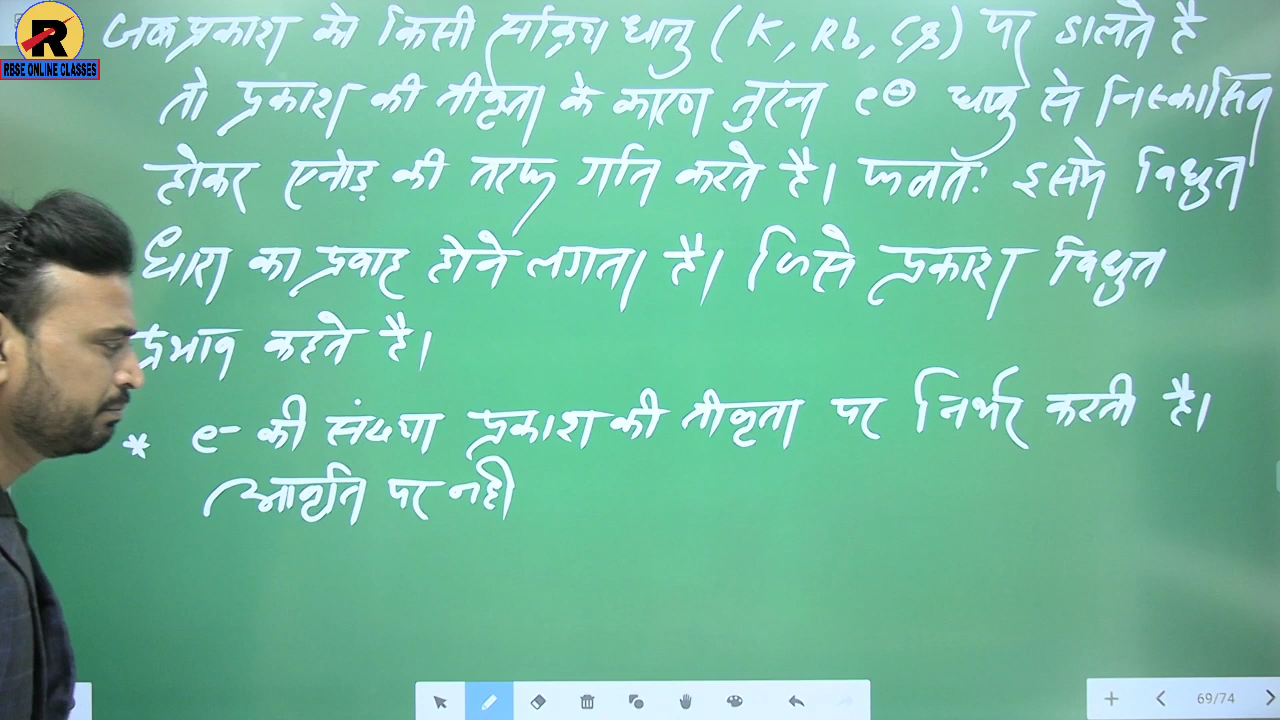 R
RBSE ONLINE CLASSES
जब प्रकाश को किसी सक्रिय धातु (K, Rb, Cs) पर डालते है
तो प्रकाश की तीव्रता के कारण तुरन्त e⊖ धातु से निष्कासित
होकर एनोड़ की तरफ गति करते है। फलतः इसमे विधुत
धारा का प्रवाह होने लगता है। जिसे प्रकाश विधुत
प्रभाव कहते है।
* e- की संख्या प्रकाश की तीव्रता पर निर्भर करती है।
आवृति पर नही
69/74